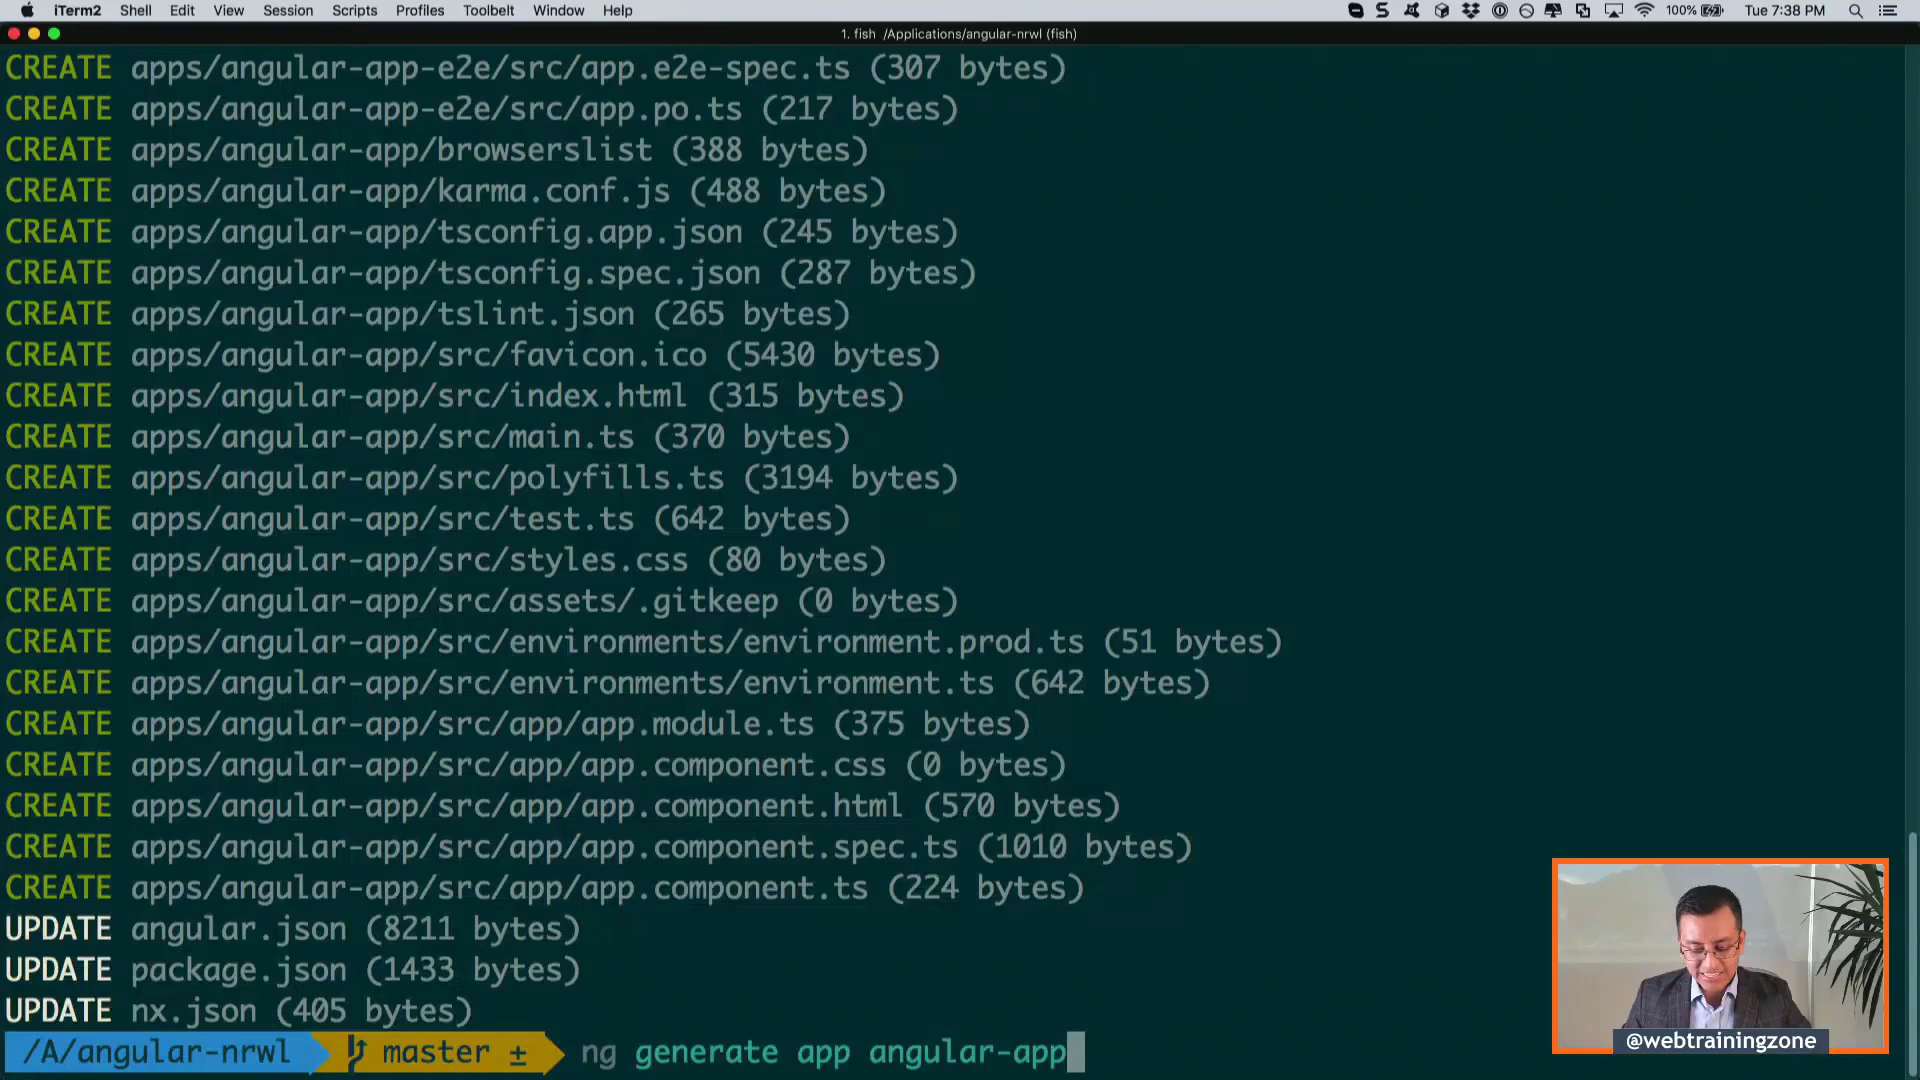 iTerm2 Shell Edit View Session Scripts Profiles Toolbelt Window Help 100% Tue 7:38 PM
1. fish /Applications/angular-nrwl (fish)
CREATE apps/angular-app-e2e/src/app.e2e-spec.ts (307 bytes)
CREATE apps/angular-app-e2e/src/app.po.ts (217 bytes)
CREATE apps/angular-app/browserslist (388 bytes)
CREATE apps/angular-app/karma.conf.js (488 bytes)
CREATE apps/angular-app/tsconfig.app.json (245 bytes)
CREATE apps/angular-app/tsconfig.spec.json (287 bytes)
CREATE apps/angular-app/tslint.json (265 bytes)
CREATE apps/angular-app/src/favicon.ico (5430 bytes)
CREATE apps/angular-app/src/index.html (315 bytes)
CREATE apps/angular-app/src/main.ts (370 bytes)
CREATE apps/angular-app/src/polyfills.ts (3194 bytes)
CREATE apps/angular-app/src/test.ts (642 bytes)
CREATE apps/angular-app/src/styles.css (80 bytes)
CREATE apps/angular-app/src/assets/.gitkeep (0 bytes)
CREATE apps/angular-app/src/environments/environment.prod.ts (51 bytes)
CREATE apps/angular-app/src/environments/environment.ts (642 bytes)
CREATE apps/angular-app/src/app/app.module.ts (375 bytes)
CREATE apps/angular-app/src/app/app.component.css (0 bytes)
CREATE apps/angular-app/src/app/app.component.html (570 bytes)
CREATE apps/angular-app/src/app/app.component.spec.ts (1010 bytes)
CREATE apps/angular-app/src/app/app.component.ts (224 bytes)
UPDATE angular.json (8211 bytes)
UPDATE package.json (1433 bytes)
UPDATE nx.json (405 bytes)
/A/angular-nrwl master ± ng generate app angular-app
@webtrainingzone